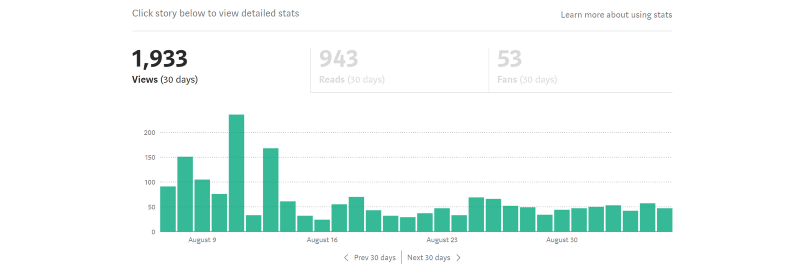 Click story below to view detailed stats
Learn more about using stats
1,933
Views (30 days)
943
Reads (30 days)
53
Fans (30 days)
200
150
100
50
0
August 9
August 16
August 23
August 30
Prev 30 days
Next 30 days